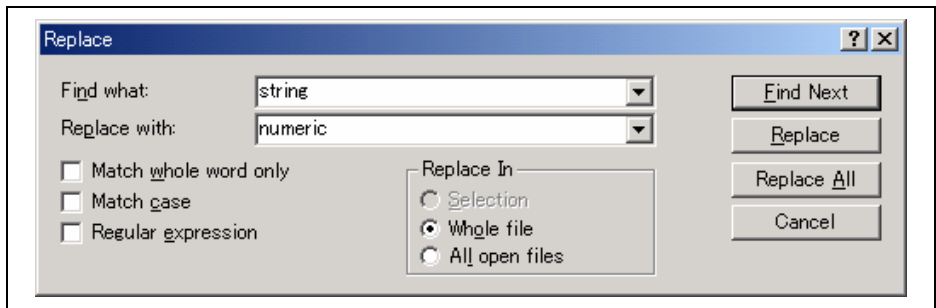 Replace
Find what: string
Replace with: numeric
Match whole word only
Match case
Regular expression
Replace In
Selection
Whole file
All open files
Find Next
Replace
Replace All
Cancel